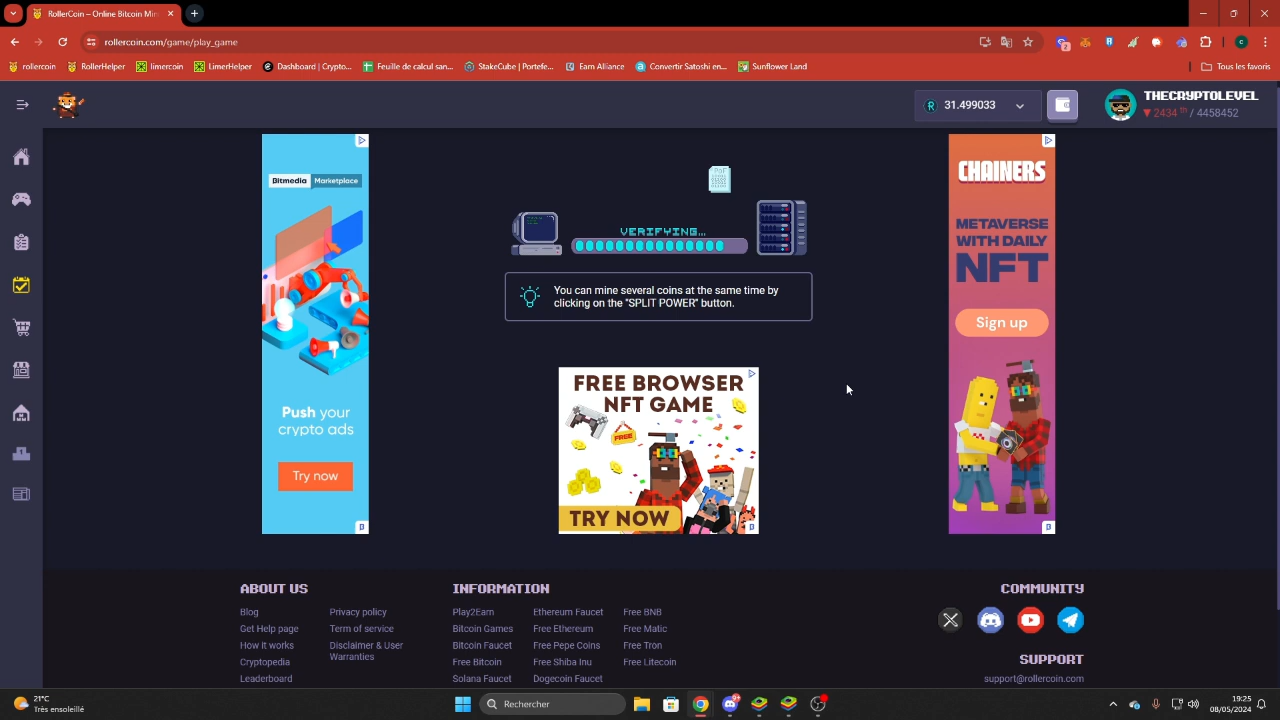 RollerCoin – Online Bitcoin Min
rollercoin.com/game/play_game
rollercoin
RollerHelper
limercoin
LimerHelper
Dashboard | Crypto...
Feuille de calcul san...
StakeCube | Portefe...
Earn Alliance
Convertir Satoshi en...
Sunflower Land
Tous les favoris
31.499033
THECRYPTOLEVEL
2434 th / 4458452
Bitmedia Marketplace
Push your
crypto ads
Try now
VERIFYING...
You can mine several coins at the same time by
clicking on the "SPLIT POWER" button.
FREE BROWSER
NFT GAME
FREE
TRY NOW
CHAINERS
METAVERSE
WITH DAILY
NFT
Sign up
ABOUT US
Blog
Get Help page
How it works
Cryptopedia
Leaderboard
Privacy policy
Term of service
Disclaimer & User
Warranties
INFORMATION
Play2Earn
Bitcoin Games
Bitcoin Faucet
Free Bitcoin
Solana Faucet
Ethereum Faucet
Free Ethereum
Free Pepe Coins
Free Shiba Inu
Dogecoin Faucet
Free BNB
Free Matic
Free Tron
Free Litecoin
COMMUNITY
SUPPORT
support@rollercoin.com
21°C
Très ensoleillé
Rechercher
19:25
08/05/2024